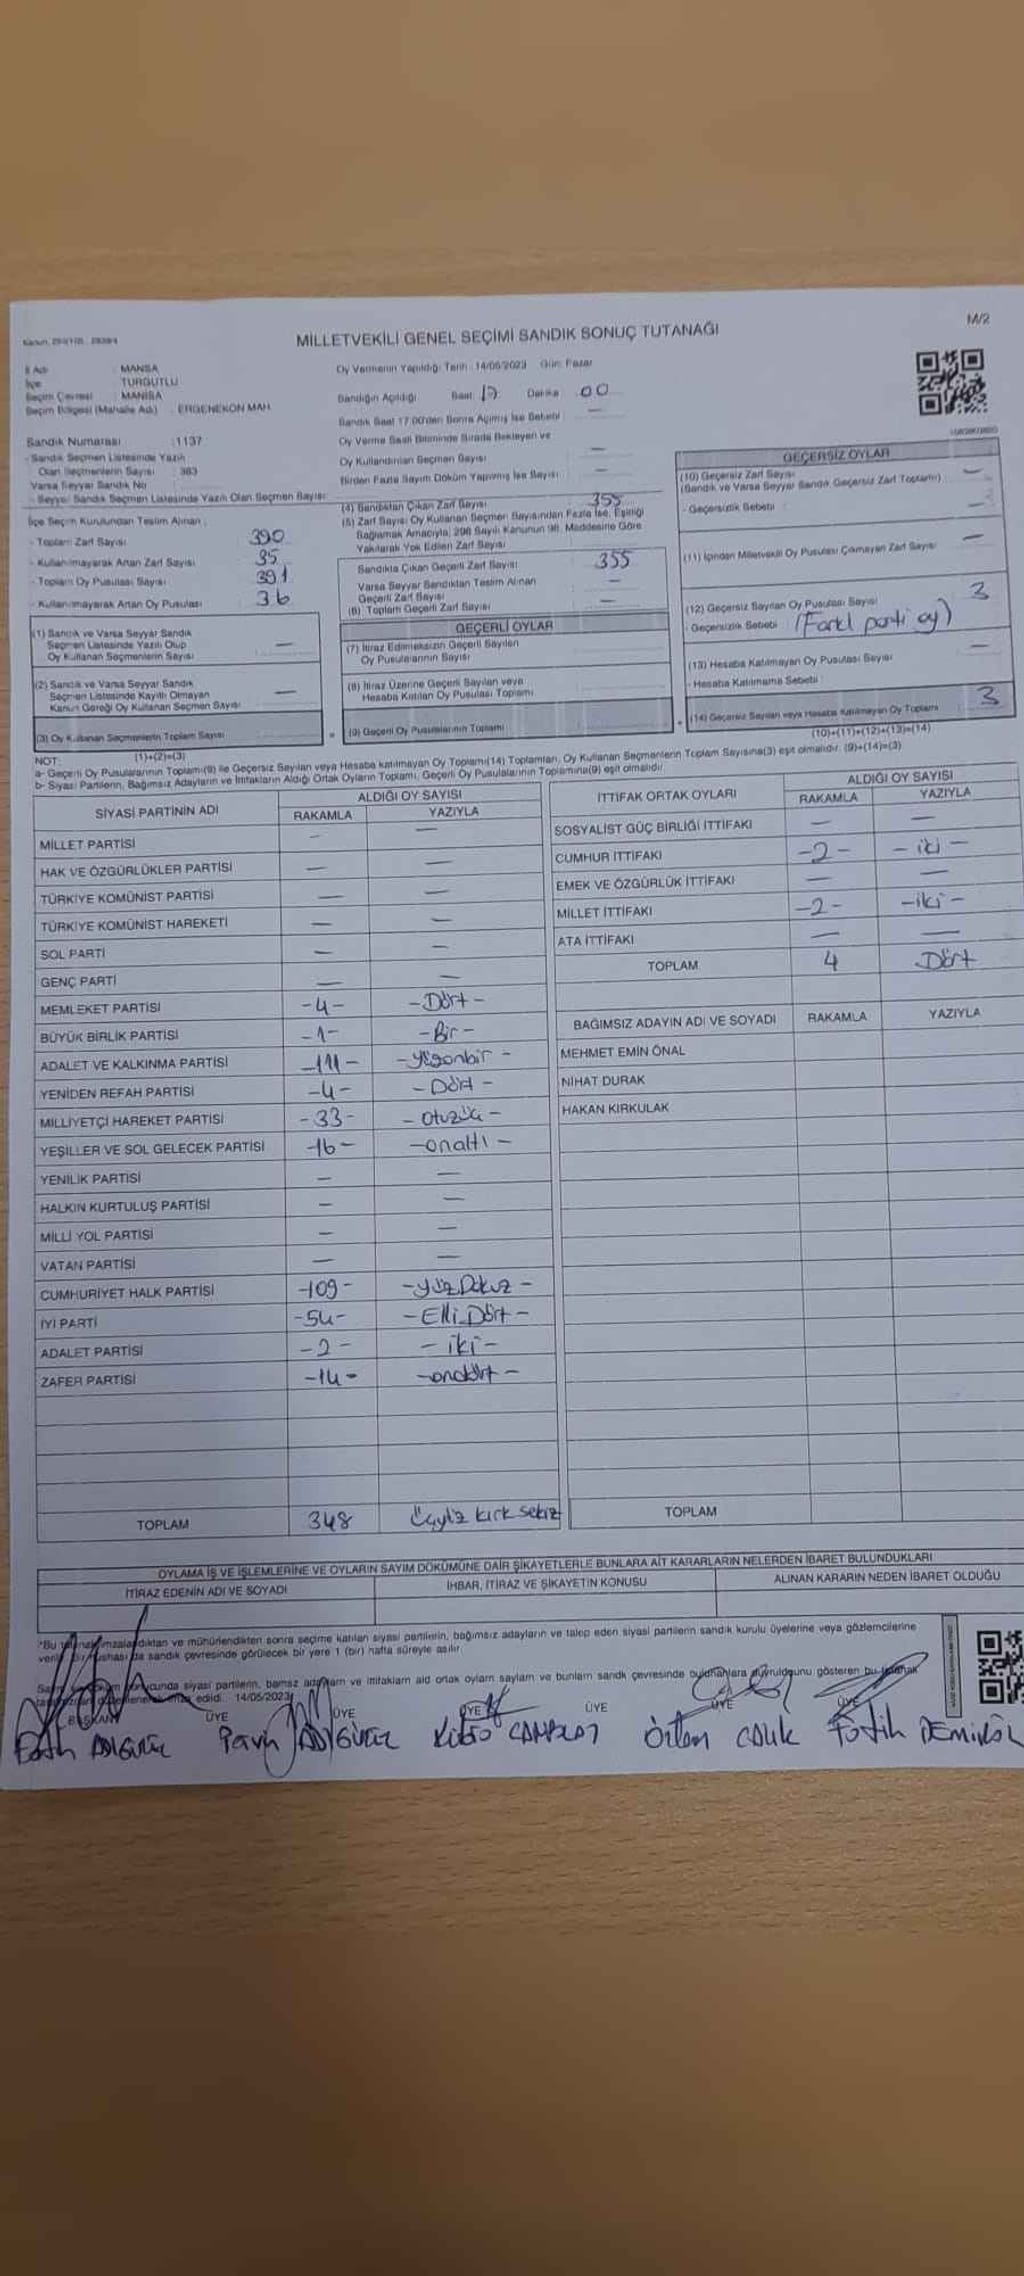 M/2
MİLLETVEKİLİ GENEL SEÇİMİ SANDIK SONUÇ TUTANAĞI
İl Adı : MANİSA
İlçe TURGUTLU
Seçim Çevresi : MANİSA
Seçim Bölgesi (Mahalle Adı) : ERGENEKON MAH.
Sandık Numarası :1137
- Sandık Seçmen Listesinde Yazılı
Olan Seçmenlerin Sayısı : 383
Varsa Seyyar Sandık No
- Seyyar Sandık Seçmen Listesinde Yazılı Olan Seçmen Sayısı
İlçe Seçim Kurulundan Teslim Alınan :
- Toplam Zarf Sayısı 390
- Kullanılmayarak Artan Zarf Sayısı 35
- Toplam Oy Pusulası Sayısı 391
- Kullanılmayarak Artan Oy Pusulası 36
(1) Sandık ve Varsa Seyyar Sandık
Seçmen Listesinde Yazılı Olup
Oy Kullanan Seçmenlerin Sayısı —
(2) Sandık ve Varsa Seyyar Sandık
Seçmen Listesinde Kayıtlı Olmayan
Kanun Gereği Oy Kullanan Seçmen Sayısı —
(3) Oy Kullanan Seçmenlerin Toplam Sayısı
(1)+(2)=(3)
Oy Vermenin Yapıldığı Tarih : 14/05/2023 Gün: Pazar
Sandığın Açıldığı Saat 17 Dakika 00
Sandık Saat 17:00'den Sonra Açılmış İse Sebebi —
Oy Verme Saati Bitiminde Sırada Bekleyen ve
Oy Kullandırılan Seçmen Sayısı —
Birden Fazla Sayım Döküm Yapılmış İse Sayısı —
(4) Sandıktan Çıkan Zarf Sayısı 355
(5) Zarf Sayısı Oy Kullanan Seçmen Sayısından Fazla İse, Eşitliği
Sağlamak Amacıyla, 298 Sayılı Kanunun 98. Maddesine Göre
Yakılarak Yok Edilen Zarf Sayısı
Sandıkta Çıkan Geçerli Zarf Sayısı 355
Varsa Seyyar Sandıktan Teslim Alınan
Geçerli Zarf Sayısı —
(6) Toplam Geçerli Zarf Sayısı —
GEÇERLİ OYLAR
(7) İtiraz Edilmeksizin Geçerli Sayılan
Oy Pusulalarının Sayısı
(8) İtiraz Üzerine Geçerli Sayılan veya
Hesaba Katılan Oy Pusulası Toplamı
(9) Geçerli Oy Pusulalarının Toplamı
GEÇERSİZ OYLAR
(10) Geçersiz Zarf Sayısı
(Sandık ve Varsa Seyyar Sandık Geçersiz Zarf Toplamı) —
- Geçersizlik Sebebi :
(11) İçinden Milletvekili Oy Pusulası Çıkmayan Zarf Sayısı —
(12) Geçersiz Sayılan Oy Pusulası Sayısı 3
- Geçersizlik Sebebi : (Farklı parti oy)
(13) Hesaba Katılmayan Oy Pusulası Sayısı —
- Hesaba Katılmama Sebebi :
(14) Geçersiz Sayılan veya Hesaba Katılmayan Oy Toplamı 3
(10)+(11)+(12)+(13)=(14)
NOT:
a- Geçerli Oy Pusulalarının Toplamı(9) ile Geçersiz Sayılan veya Hesaba katılmayan Oy Toplamı(14) Toplamları, Oy Kullanan Seçmenlerin Toplam Sayısına(3) eşit olmalıdır. (9)+(14)=(3)
b- Siyasi Partilerin, Bağımsız Adayların ve İttifakların Aldığı Ortak Oyların Toplamı, Geçerli Oy Pusulalarının Toplamına(9) eşit olmalıdır.
SİYASİ PARTİNİN ADI ALDIĞI OY SAYISI
RAKAMLA YAZIYLA
MİLLET PARTİSİ — —
HAK VE ÖZGÜRLÜKLER PARTİSİ — —
TÜRKİYE KOMÜNİST PARTİSİ — —
TÜRKİYE KOMÜNİST HAREKETİ — —
SOL PARTİ — —
GENÇ PARTİ — —
MEMLEKET PARTİSİ -4- -Dört-
BÜYÜK BİRLİK PARTİSİ -1- -Bir-
ADALET VE KALKINMA PARTİSİ -111- -yüzonbir-
YENİDEN REFAH PARTİSİ -4- -Dört-
MİLLİYETÇİ HAREKET PARTİSİ -33- -otuzüç-
YEŞİLLER VE SOL GELECEK PARTİSİ -16- -onaltı-
YENİLİK PARTİSİ — —
HALKIN KURTULUŞ PARTİSİ — —
MİLLİ YOL PARTİSİ — —
VATAN PARTİSİ — —
CUMHURİYET HALK PARTİSİ -109- -yüzDokuz-
İYİ PARTİ -54- -Elli Dört-
ADALET PARTİSİ -2- -iki-
ZAFER PARTİSİ -14- -ondört-
TOPLAM 348 Üçyüz kırk sekiz
İTTİFAK ORTAK OYLARI ALDIĞI OY SAYISI
RAKAMLA YAZIYLA
SOSYALİST GÜÇ BİRLİĞİ İTTİFAKI — —
CUMHUR İTTİFAKI -2- -iki-
EMEK VE ÖZGÜRLÜK İTTİFAKI — —
MİLLET İTTİFAKI -2- -iki-
ATA İTTİFAKI — —
TOPLAM 4 Dört
BAĞIMSIZ ADAYIN ADI VE SOYADI RAKAMLA YAZIYLA
MEHMET EMİN ÖNAL
NİHAT DURAK
HAKAN KIRKULAK
TOPLAM
OYLAMA İŞ VE İŞLEMLERİNE VE OYLARIN SAYIM DÖKÜMÜNE DAİR ŞİKAYETLERLE BUNLARA AİT KARARLARIN NELERDEN İBARET BULUNDUKLARI
İTİRAZ EDENİN ADI VE SOYADI İHBAR, İTİRAZ VE ŞİKAYETİN KONUSU ALINAN KARARIN NEDEN İBARET OLDUĞU
*Bu tutanak imzalandıktan ve mühürlendikten sonra seçime katılan siyasi partilerin, bağımsız adayların ve talep eden siyasi partilerin sandık kurulu üyelerine veya gözlemcilerine
verilir. Bir nüshası da sandık çevresinde görülecek bir yere 1 (bir) hafta süreyle asılır.
siyasi partilerin, ve ittifakların ortak oyların gösteren bu tutanak
edildi. 14/05/2023
BAŞKAN ÜYE ÜYE ÜYE ÜYE ÜYE ÜYE
Fatih ADIGÜZEL ADIGÜZEL Kübra CANPOLAT ÇALIK Fatih